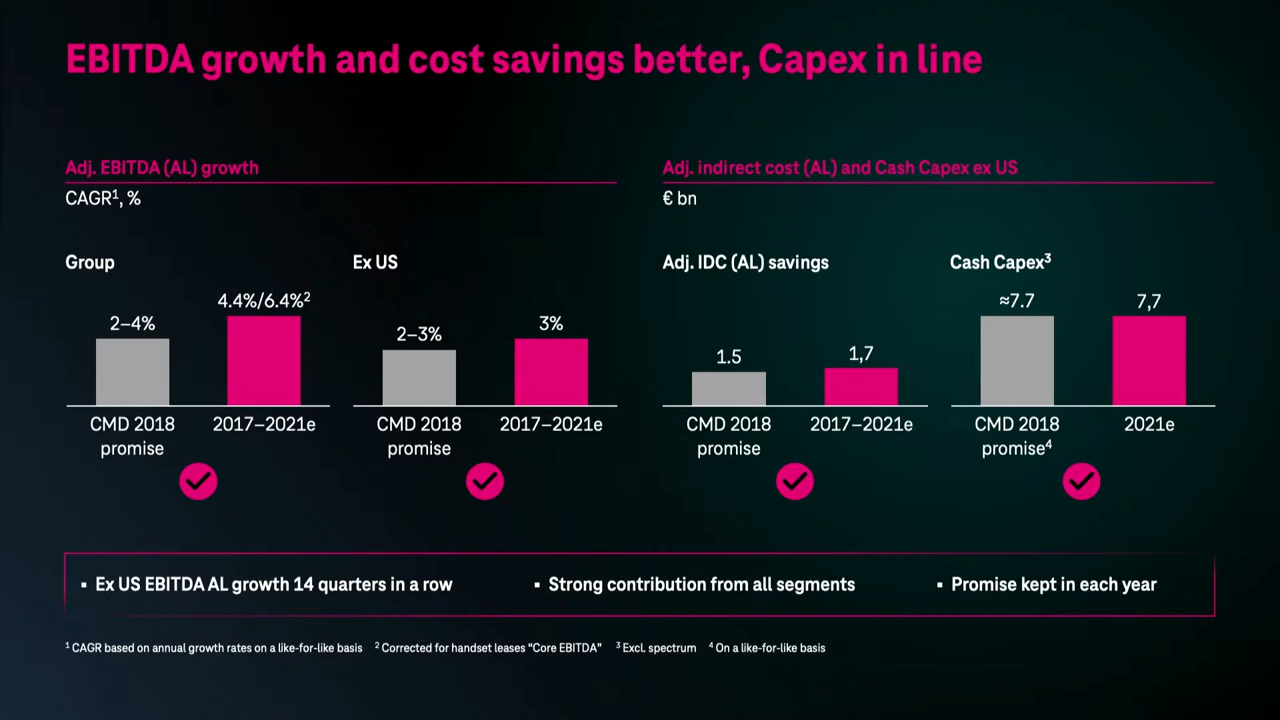 EBITDA growth and cost savings better, Capex in line
Adj. EBITDA (AL) growth
CAGR¹, %
Group
4.4%/6.4%²
2–4%
CMD 2018
promise
2017–2021e
Ex US
2–3%
3%
CMD 2018
promise
2017–2021e
Adj. indirect cost (AL) and Cash Capex ex US
€ bn
Adj. IDC (AL) savings
1.5
1,7
CMD 2018
promise
2017–2021e
Cash Capex³
≈7.7
7,7
CMD 2018
promise⁴
2021e
▪ Ex US EBITDA AL growth 14 quarters in a row
▪ Strong contribution from all segments
▪ Promise kept in each year
¹ CAGR based on annual growth rates on a like-for-like basis ² Corrected for handset leases “Core EBITDA” ³ Excl. spectrum ⁴ On a like-for-like basis